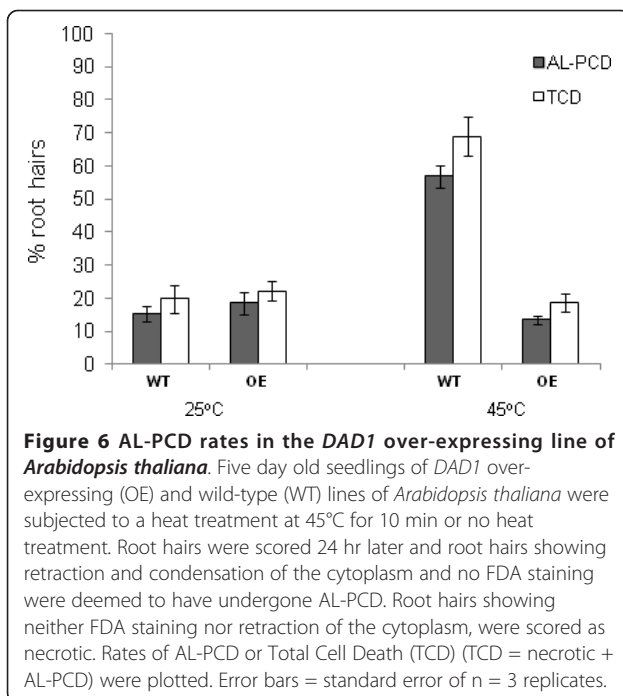 100
90
80
70
60
50
40
30
20
10
0
% root hairs
AL-PCD
TCD
WT OE WT OE
25°C 45°C
Figure 6 AL-PCD rates in the DAD1 over-expressing line of
Arabidopsis thaliana. Five day old seedlings of DAD1 over-
expressing (OE) and wild-type (WT) lines of Arabidopsis thaliana were
subjected to a heat treatment at 45°C for 10 min or no heat
treatment. Root hairs were scored 24 hr later and root hairs showing
retraction and condensation of the cytoplasm and no FDA staining
were deemed to have undergone AL-PCD. Root hairs showing
neither FDA staining nor retraction of the cytoplasm, were scored as
necrotic. Rates of AL-PCD or Total Cell Death (TCD) (TCD = necrotic +
AL-PCD) were plotted. Error bars = standard error of n = 3 replicates.